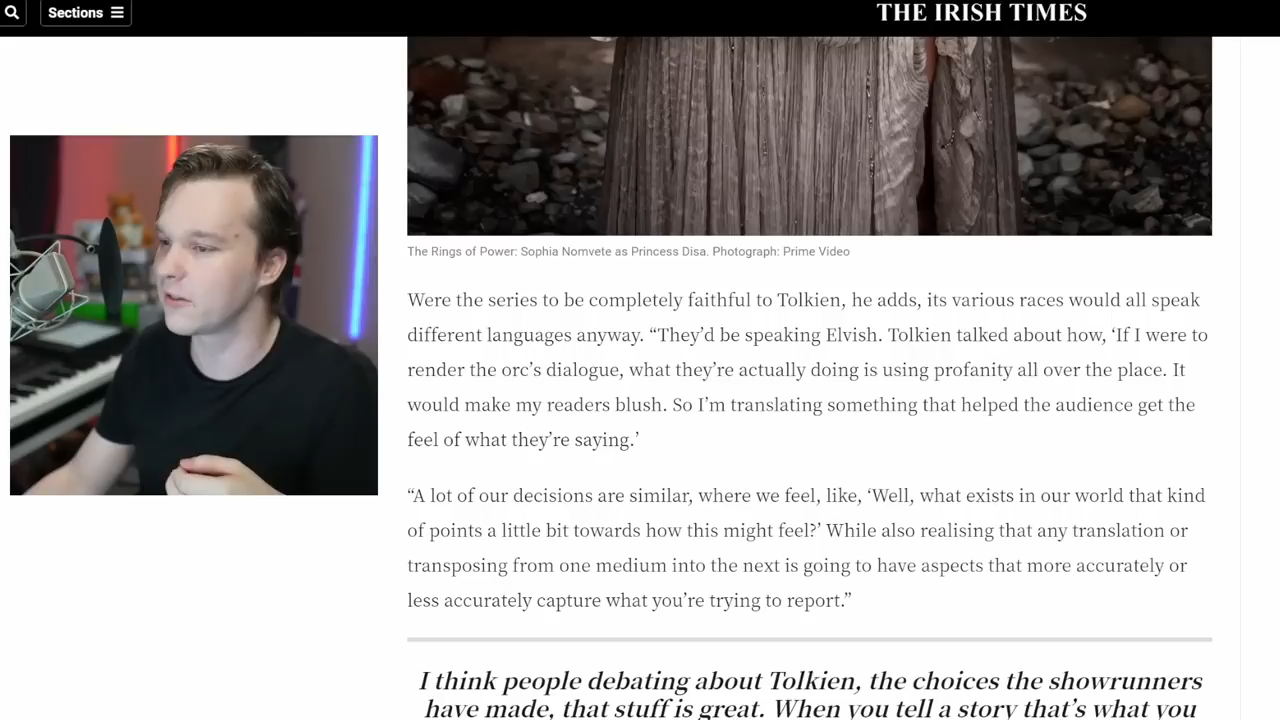 Sections
THE IRISH TIMES
The Rings of Power: Sophia Nomvete as Princess Disa. Photograph: Prime Video
Were the series to be completely faithful to Tolkien, he adds, its various races would all speak
different languages anyway. “They’d be speaking Elvish. Tolkien talked about how, ‘If I were to
render the orc’s dialogue, what they’re actually doing is using profanity all over the place. It
would make my readers blush. So I’m translating something that helped the audience get the
feel of what they’re saying.’
“A lot of our decisions are similar, where we feel, like, ‘Well, what exists in our world that kind
of points a little bit towards how this might feel?’ While also realising that any translation or
transposing from one medium into the next is going to have aspects that more accurately or
less accurately capture what you’re trying to report.”
I think people debating about Tolkien, the choices the showrunners
have made, that stuff is great. When you tell a story that’s what you